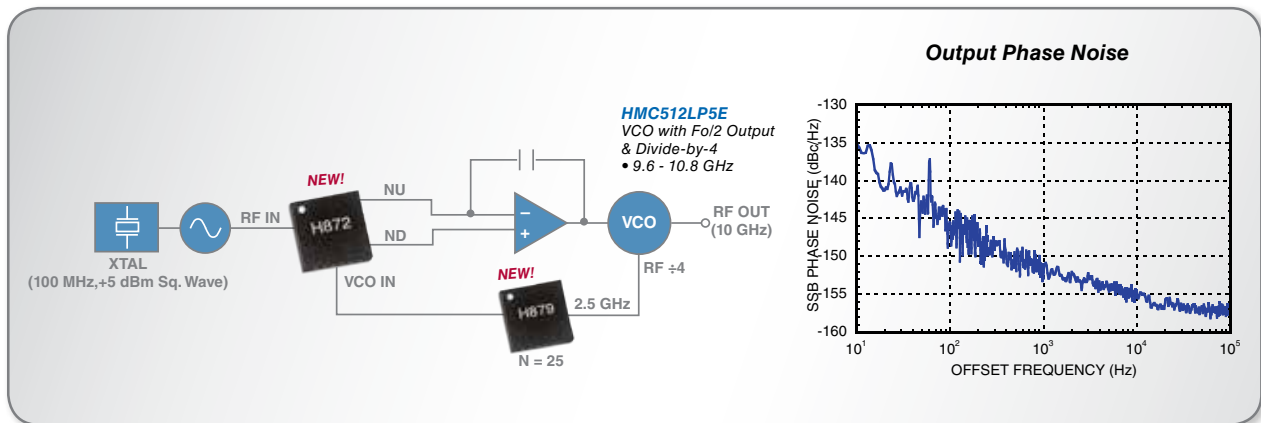 Output Phase Noise
HMC512LP5E
VCO with Fo/2 Output
& Divide-by-4
• 9.6 - 10.8 GHz
NEW!
H872
NU
ND
RF IN
VCO IN
XTAL
(100 MHz,+5 dBm Sq. Wave)
−
+
VCO
RF OUT
(10 GHz)
RF ÷4
NEW!
H879
2.5 GHz
N = 25
SSB PHASE NOISE (dBc/Hz)
-130
-135
-140
-145
-150
-155
-160
10¹
10²
10³
10⁴
10⁵
OFFSET FREQUENCY (Hz)